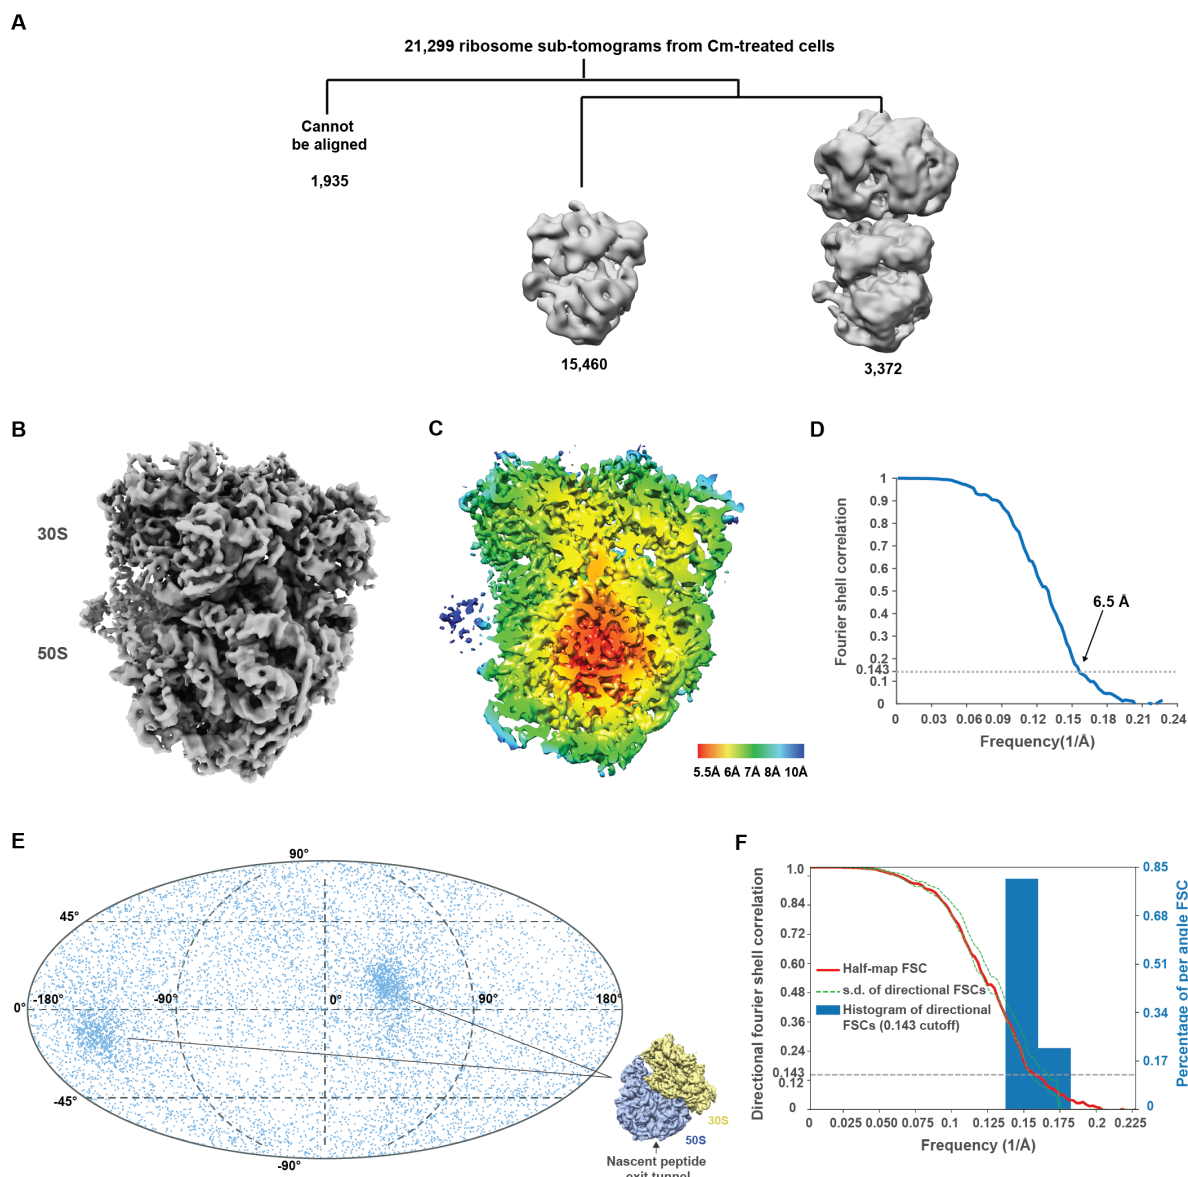 A
21,299 ribosome sub-tomograms from Cm-treated cells
Cannot
be aligned
1,935
15,460
3,372
B
30S
50S
C
5.5Å 6Å 7Å 8Å 10Å
D
Fourier shell correlation
1
0.9
0.8
0.7
0.6
0.5
0.4
0.3
0.2
0.143
0.1
0
6.5 Å
0 0.03 0.06 0.09 0.12 0.15 0.18 0.21 0.24
Frequency(1/Å)
E
90°
45°
0°
-180° -90° 0° 90° 180°
-45°
-90°
30S
50S
Nascent peptide
exit tunnel
F
Directional fourier shell correlation
1.0
0.84
0.72
0.60
0.48
0.36
0.24
0.143
0.12
0
Half-map FSC
s.d. of directional FSCs
Histogram of directional
FSCs (0.143 cutoff)
0.85
0.68
0.51
0.34
0.17
0
Percentage of per angle FSC
0 0.025 0.050 0.075 0.1 0.125 0.15 0.175 0.2 0.225
Frequency (1/Å)